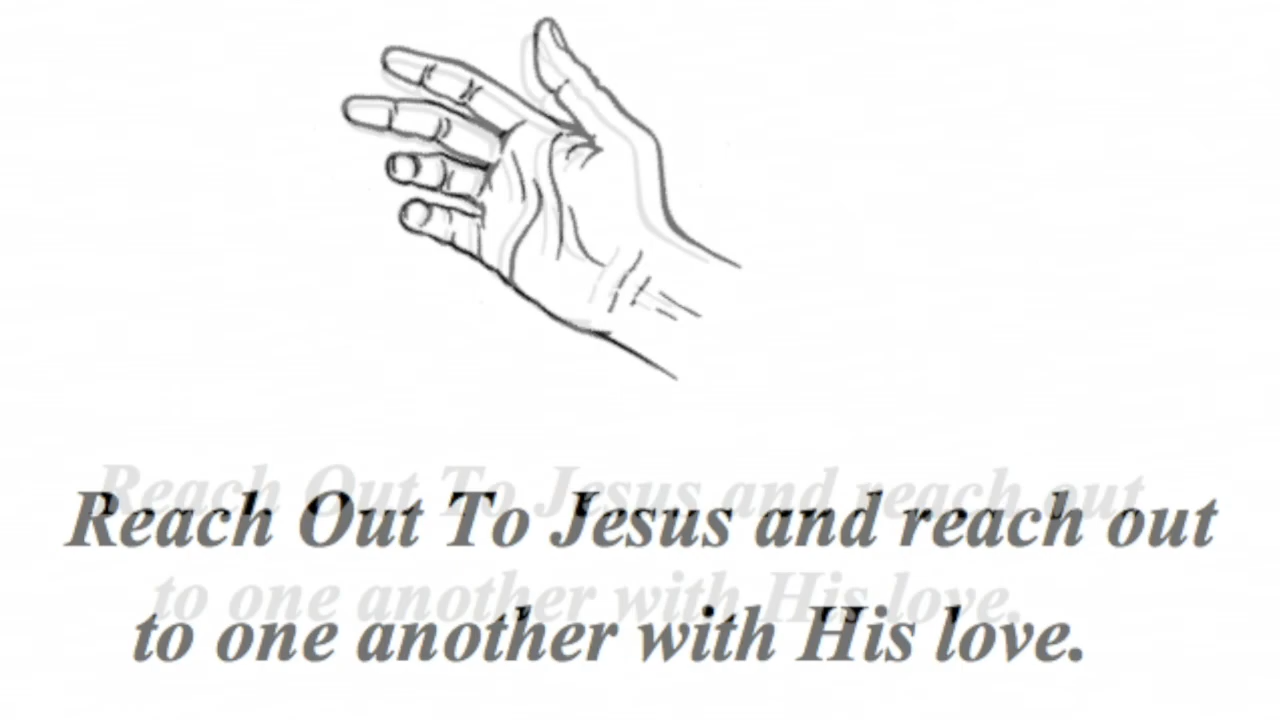 Reach Out To Jesus and reach out
to one another with His love.